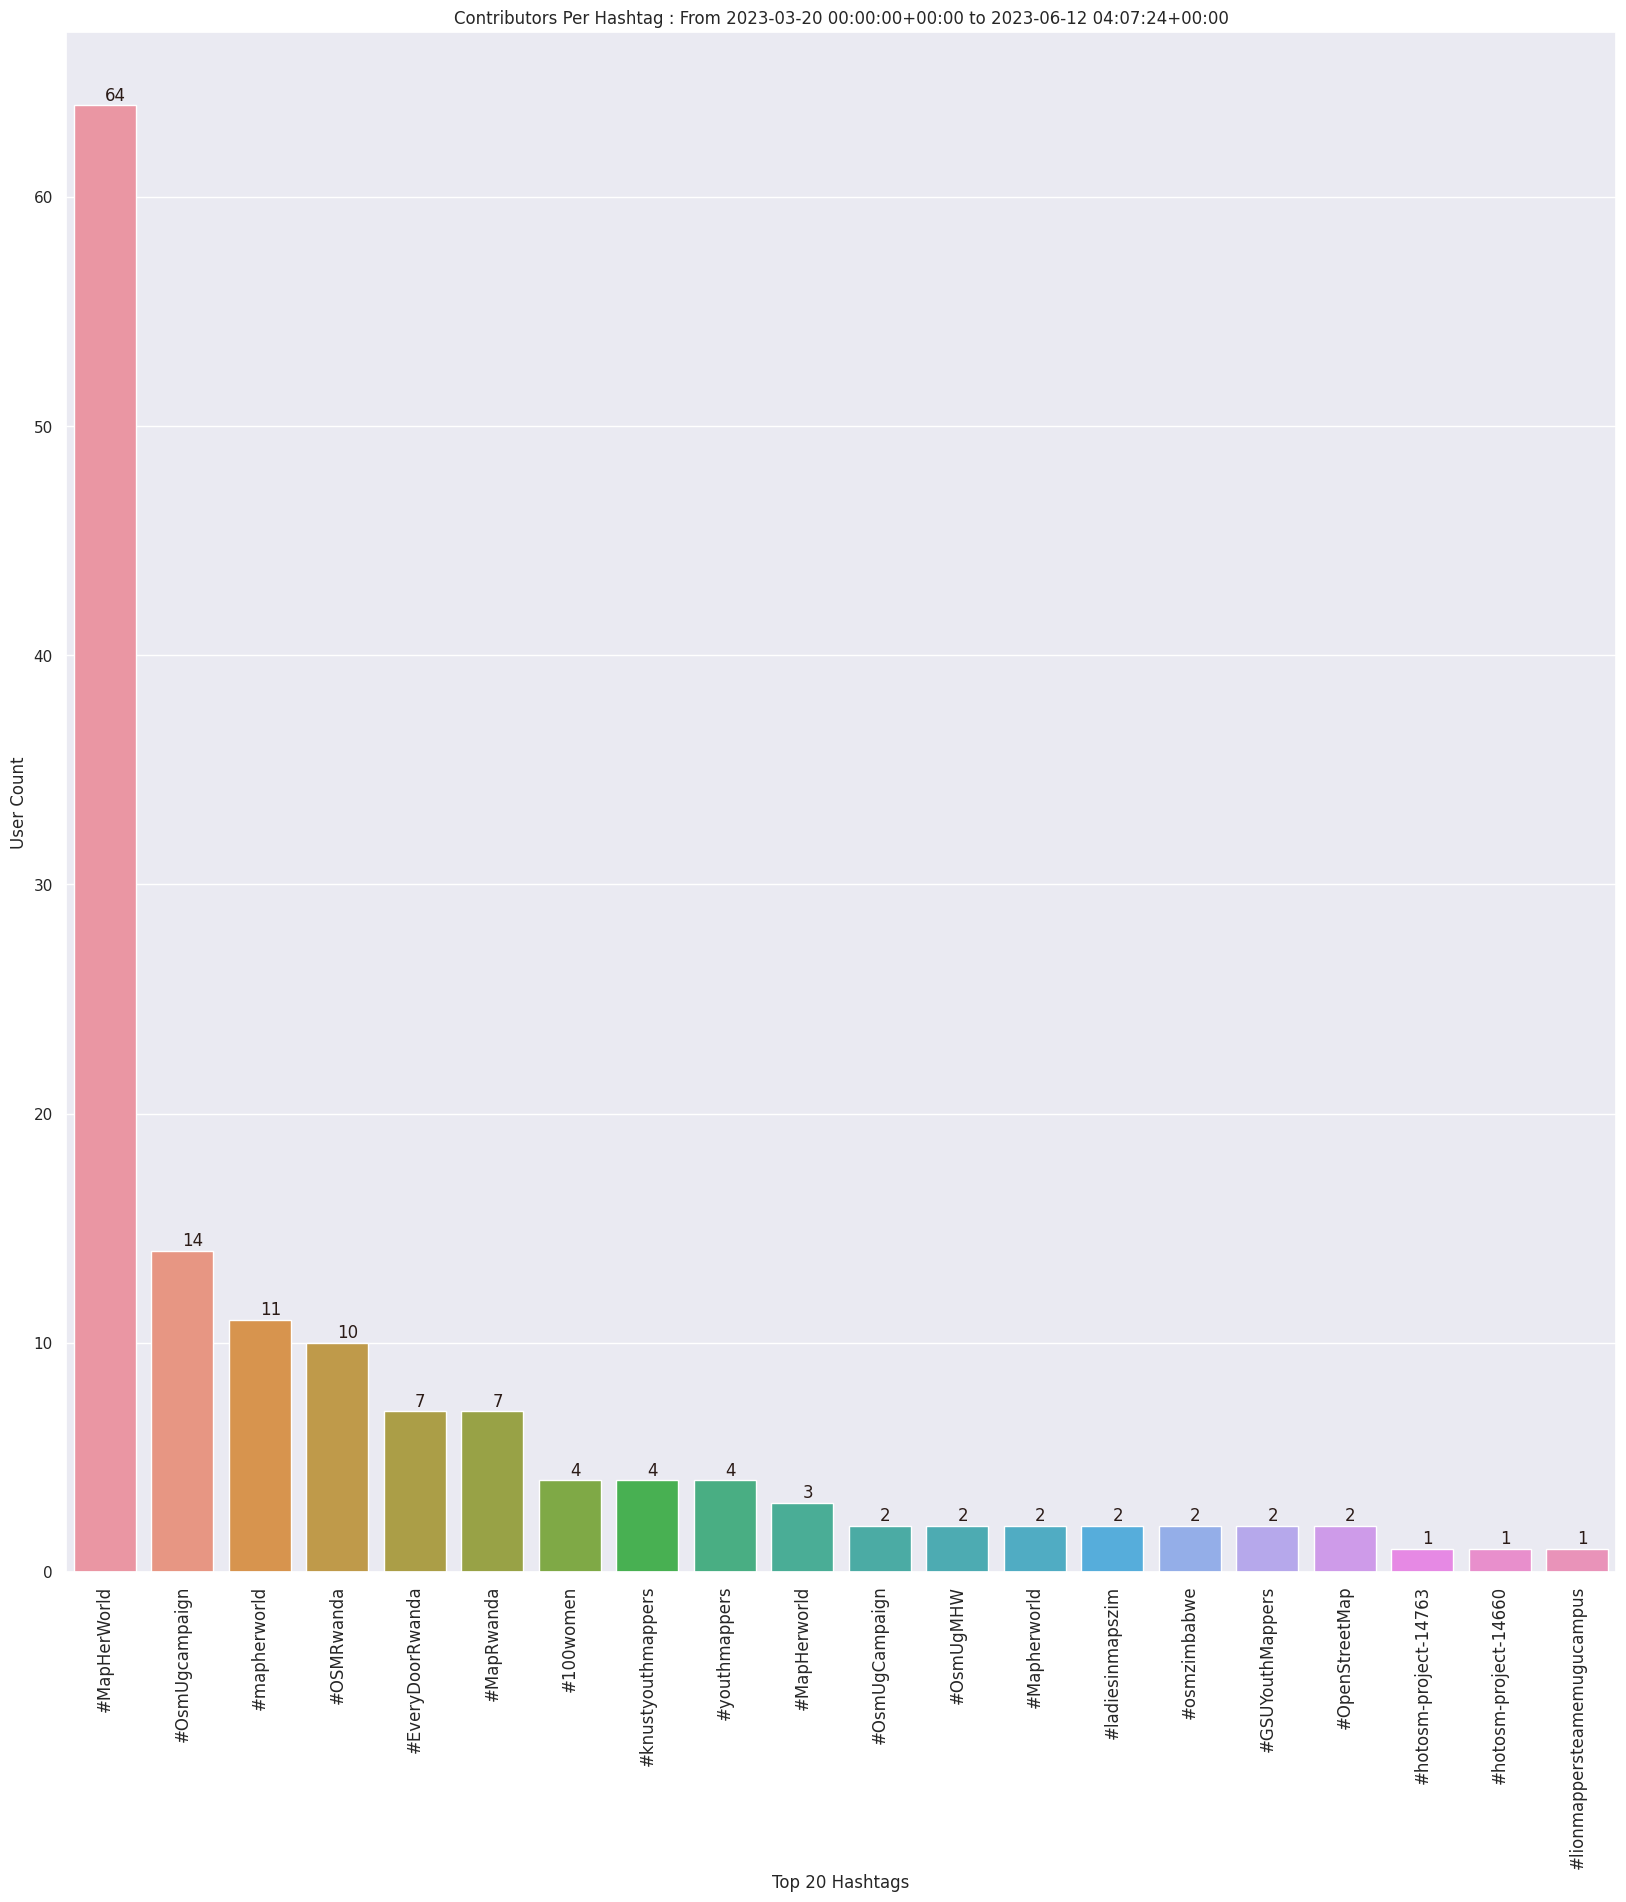 Contributors Per Hashtag : From 2023-03-20 00:00:00+00:00 to 2023-06-12 04:07:24+00:00
User Count
60
50
40
30
20
10
0
64
14
11
10
7
7
4
4
4
3
2
2
2
2
2
2
2
1
1
1
#MapHerWorld
#OsmUgcampaign
#mapherworld
#OSMRwanda
#EveryDoorRwanda
#MapRwanda
#100women
#knustyouthmappers
#youthmappers
#MapHerworld
#OsmUgCampaign
#OsmUgMHW
#Mapherworld
#ladiesinmapszim
#osmzimbabwe
#GSUYouthMappers
#OpenStreetMap
#hotosm-project-14763
#hotosm-project-14660
#lionmappersteamemugucampus
Top 20 Hashtags